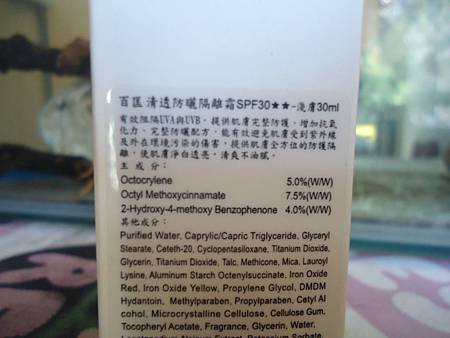 百匡 清透防曬隔離霜SPF30★★-淺膚30ml
有效阻隔UVA與UVB，提供肌膚完整防護，增加抗氧
化力，完整防曬配方，能有效避免肌膚受到紫外線
及外在環境污染的傷害。提供肌膚全方位的防護隔
離，使肌膚淨白透亮，清爽不油膩。
主 成 分：
Octocrylene 5.0%(W/W)
Octyl Methoxycinnamate 7.5%(W/W)
2-Hydroxy-4-methoxy Benzophenone 4.0%(W/W)
其他成分：
Purified Water, Caprylic/Capric Triglyceride, Glyceryl
Stearate, Ceteth-20, Cyclopentasiloxane, Titanium Dioxide,
Glycerin, Titanium Dioxide, Talc, Methicone, Mica, Lauroyl
Lysine, Aluminum Starch Octenylsuccinate, Iron Oxide
Red, Iron Oxide Yellow, Propylene Glycol, DMDM
Hydantoin, Methylparaben, Propylparaben, Cetyl Al
cohol, Microcrystalline Cellulose, Cellulose Gum,
Tocopheryl Acetate, Fragrance, Glycerin, Water,
Extract, Potassium Sorbate,